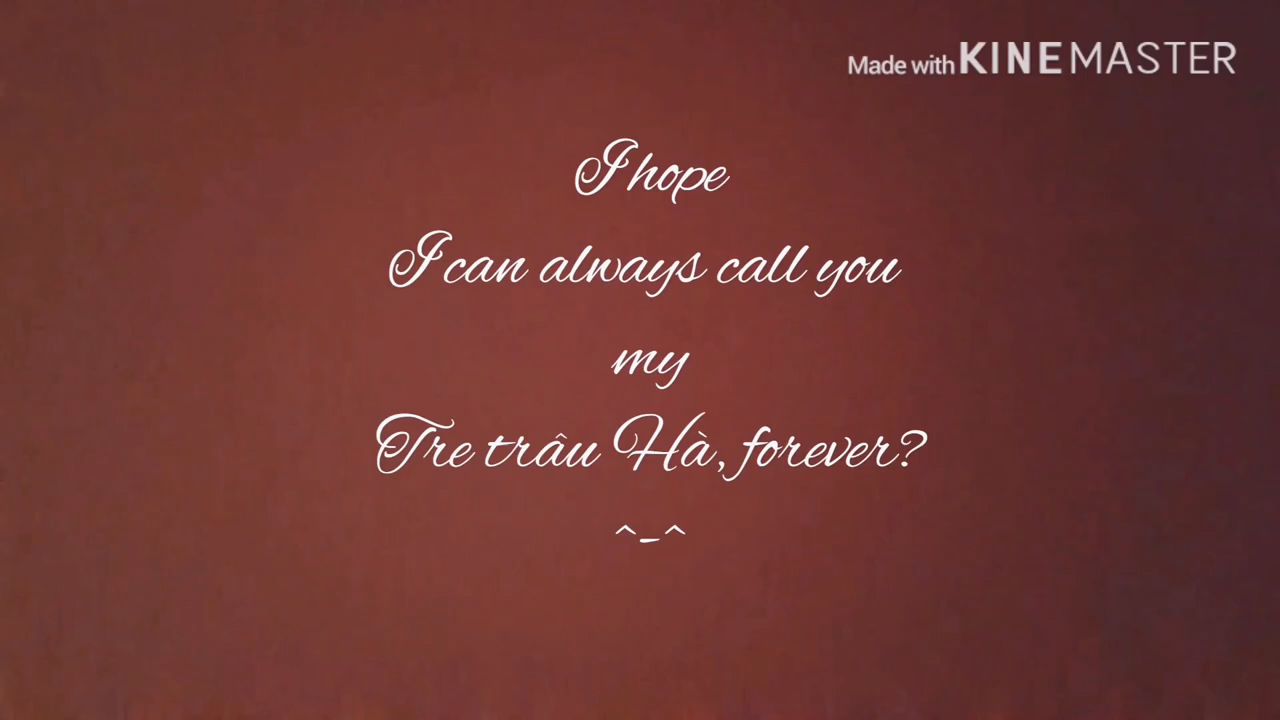 Made with KINEMASTER
I hope
I can always call you
my
Tre trâu Hà, forever?
^-^